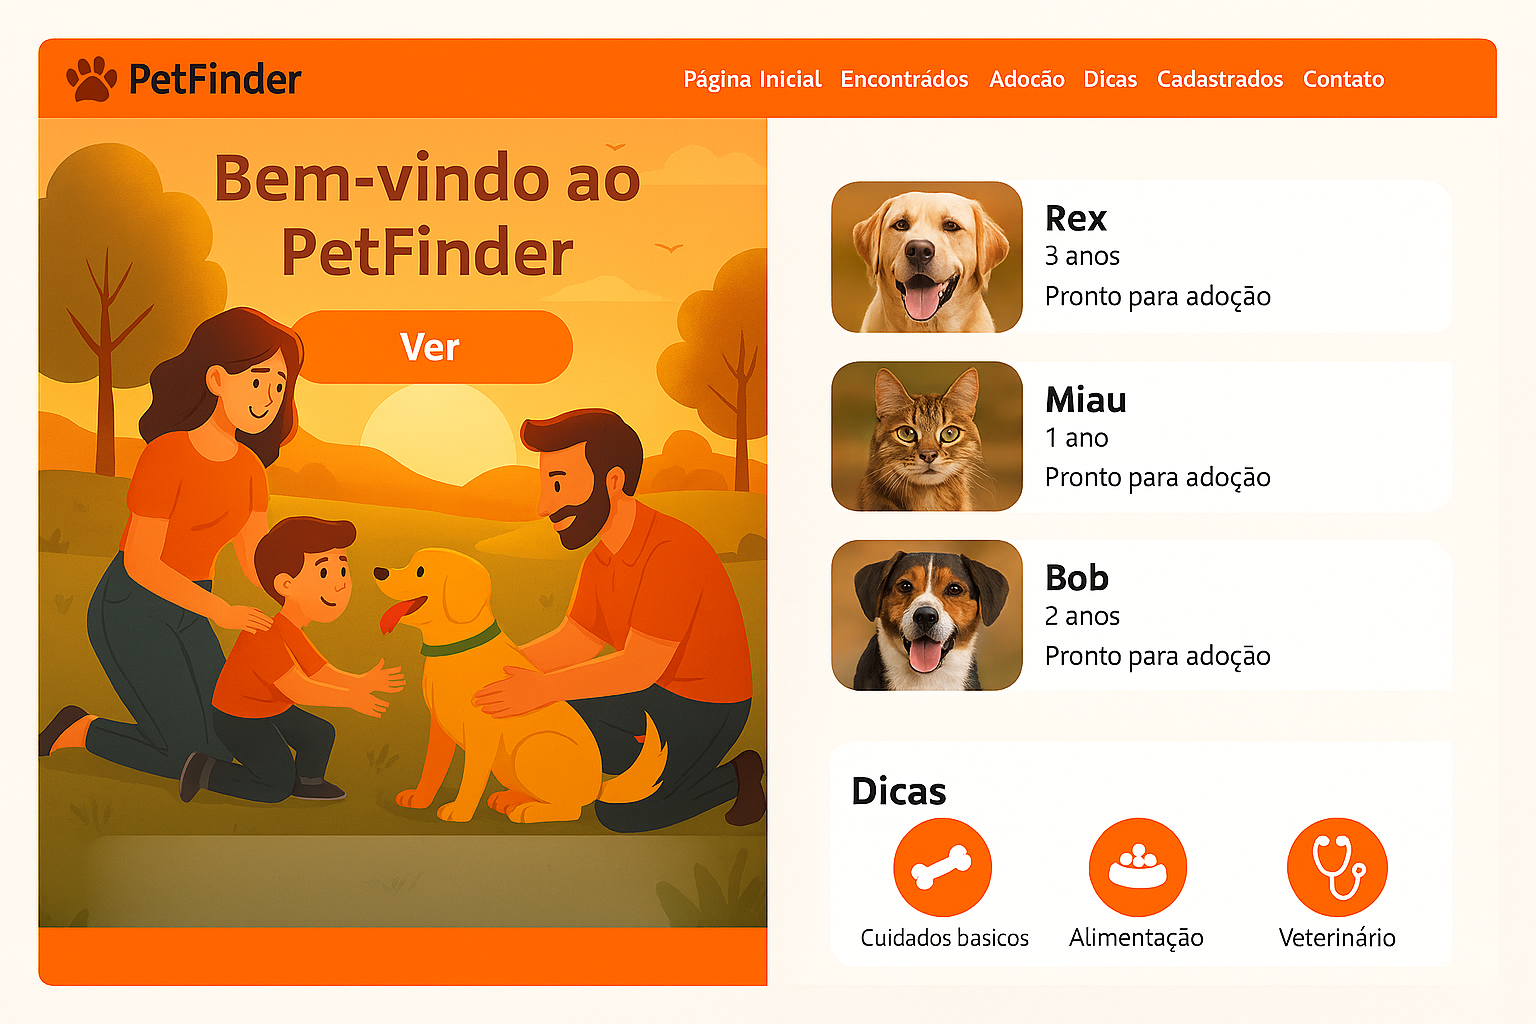 PetFinder
Página Inicial Encontrádos Adocão Dicas Cadastrados Contato
Bem-vindo ao
PetFinder
Ver
Rex
3 anos
Pronto para adoção
Miau
1 ano
Pronto para adoção
Bob
2 anos
Pronto para adoção
Dicas
Cuidados basicos
Alimentação
Veterinário